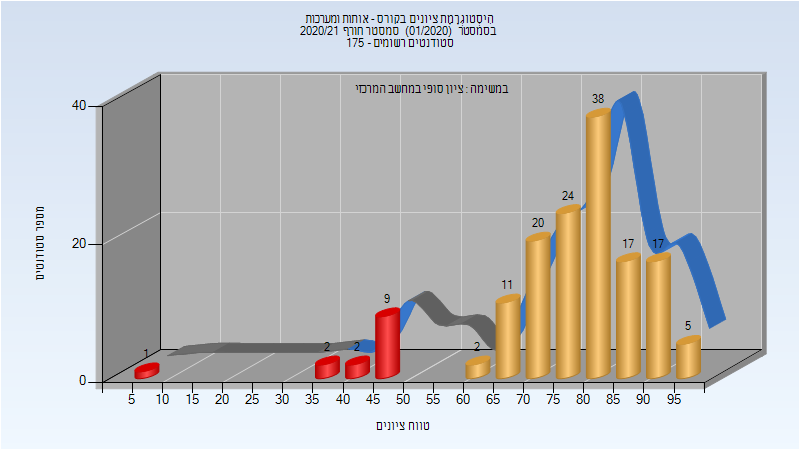 היסטוגרמת ציונים בקורס - אותות ומערכות
בסמסטר (01/2020) סמסטר חורף 2020/21
סטודנטים רשומים - 175
במשימה : ציון סופי במחשב המרכזי
מספר סטודנטים
40
20
0
1
2
2
9
2
11
20
24
38
17
17
5
5 10 15 20 25 30 35 40 45 50 55 60 65 70 75 80 85 90 95
טווח ציונים